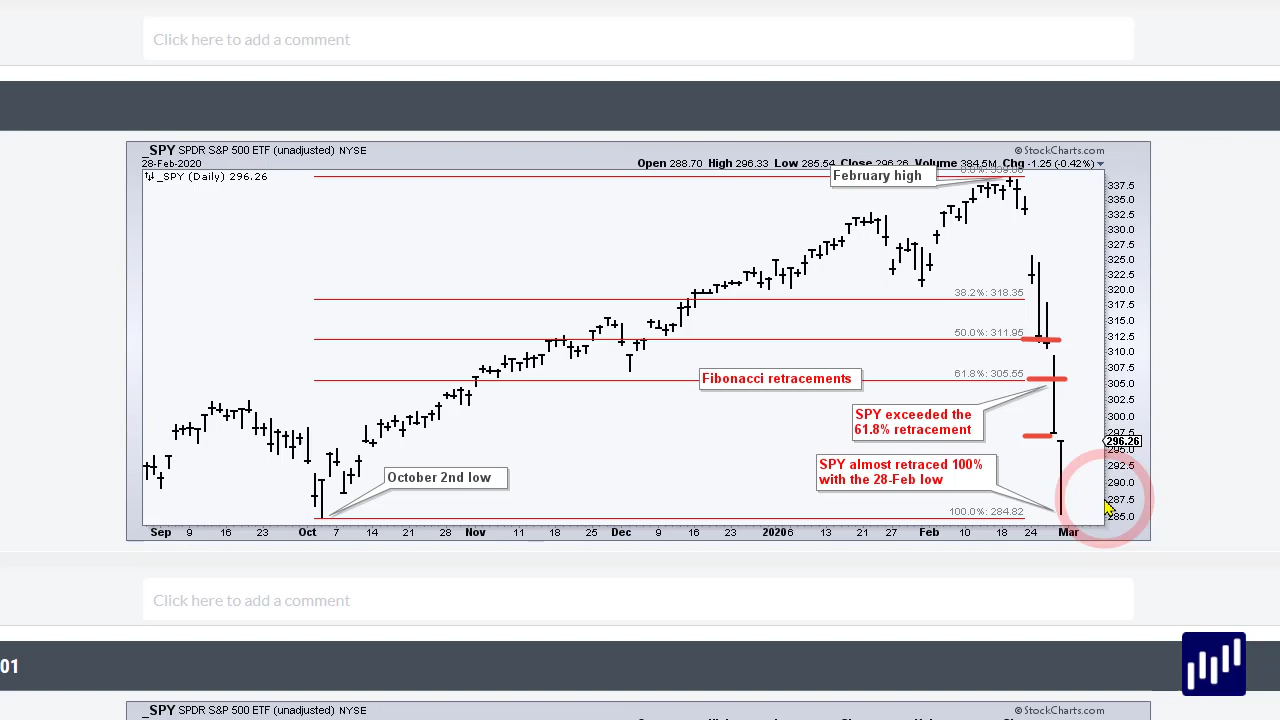 Click here to add a comment
_SPY SPDR S&P 500 ETF (unadjusted) NYSE
© StockCharts.com
28-Feb-2020
Open 288.70 High 296.33 Low 285.54 Close 296.26 Volume 384.5M Chg -1.25 (-0.42%)
_SPY (Daily) 296.26
February high
337.5
335.0
332.5
330.0
327.5
325.0
322.5
320.0
317.5
315.0
312.5
310.0
307.5
305.0
302.5
300.0
297.5
296.26
295.0
292.5
290.0
287.5
285.0
38.2%: 318.35
50.0%: 311.95
61.8%: 305.55
Fibonacci retracements
SPY exceeded the
61.8% retracement
SPY almost retraced 100%
with the 28-Feb low
October 2nd low
100.0%: 284.82
Sep 9 16 23 Oct 7 14 21 28 Nov 11 18 25 Dec 9 16 23 2020 6 13 21 27 Feb 10 18 24 Mar
Click here to add a comment
01
_SPY SPDR S&P 500 ETF (unadjusted) NYSE
© StockCharts.com